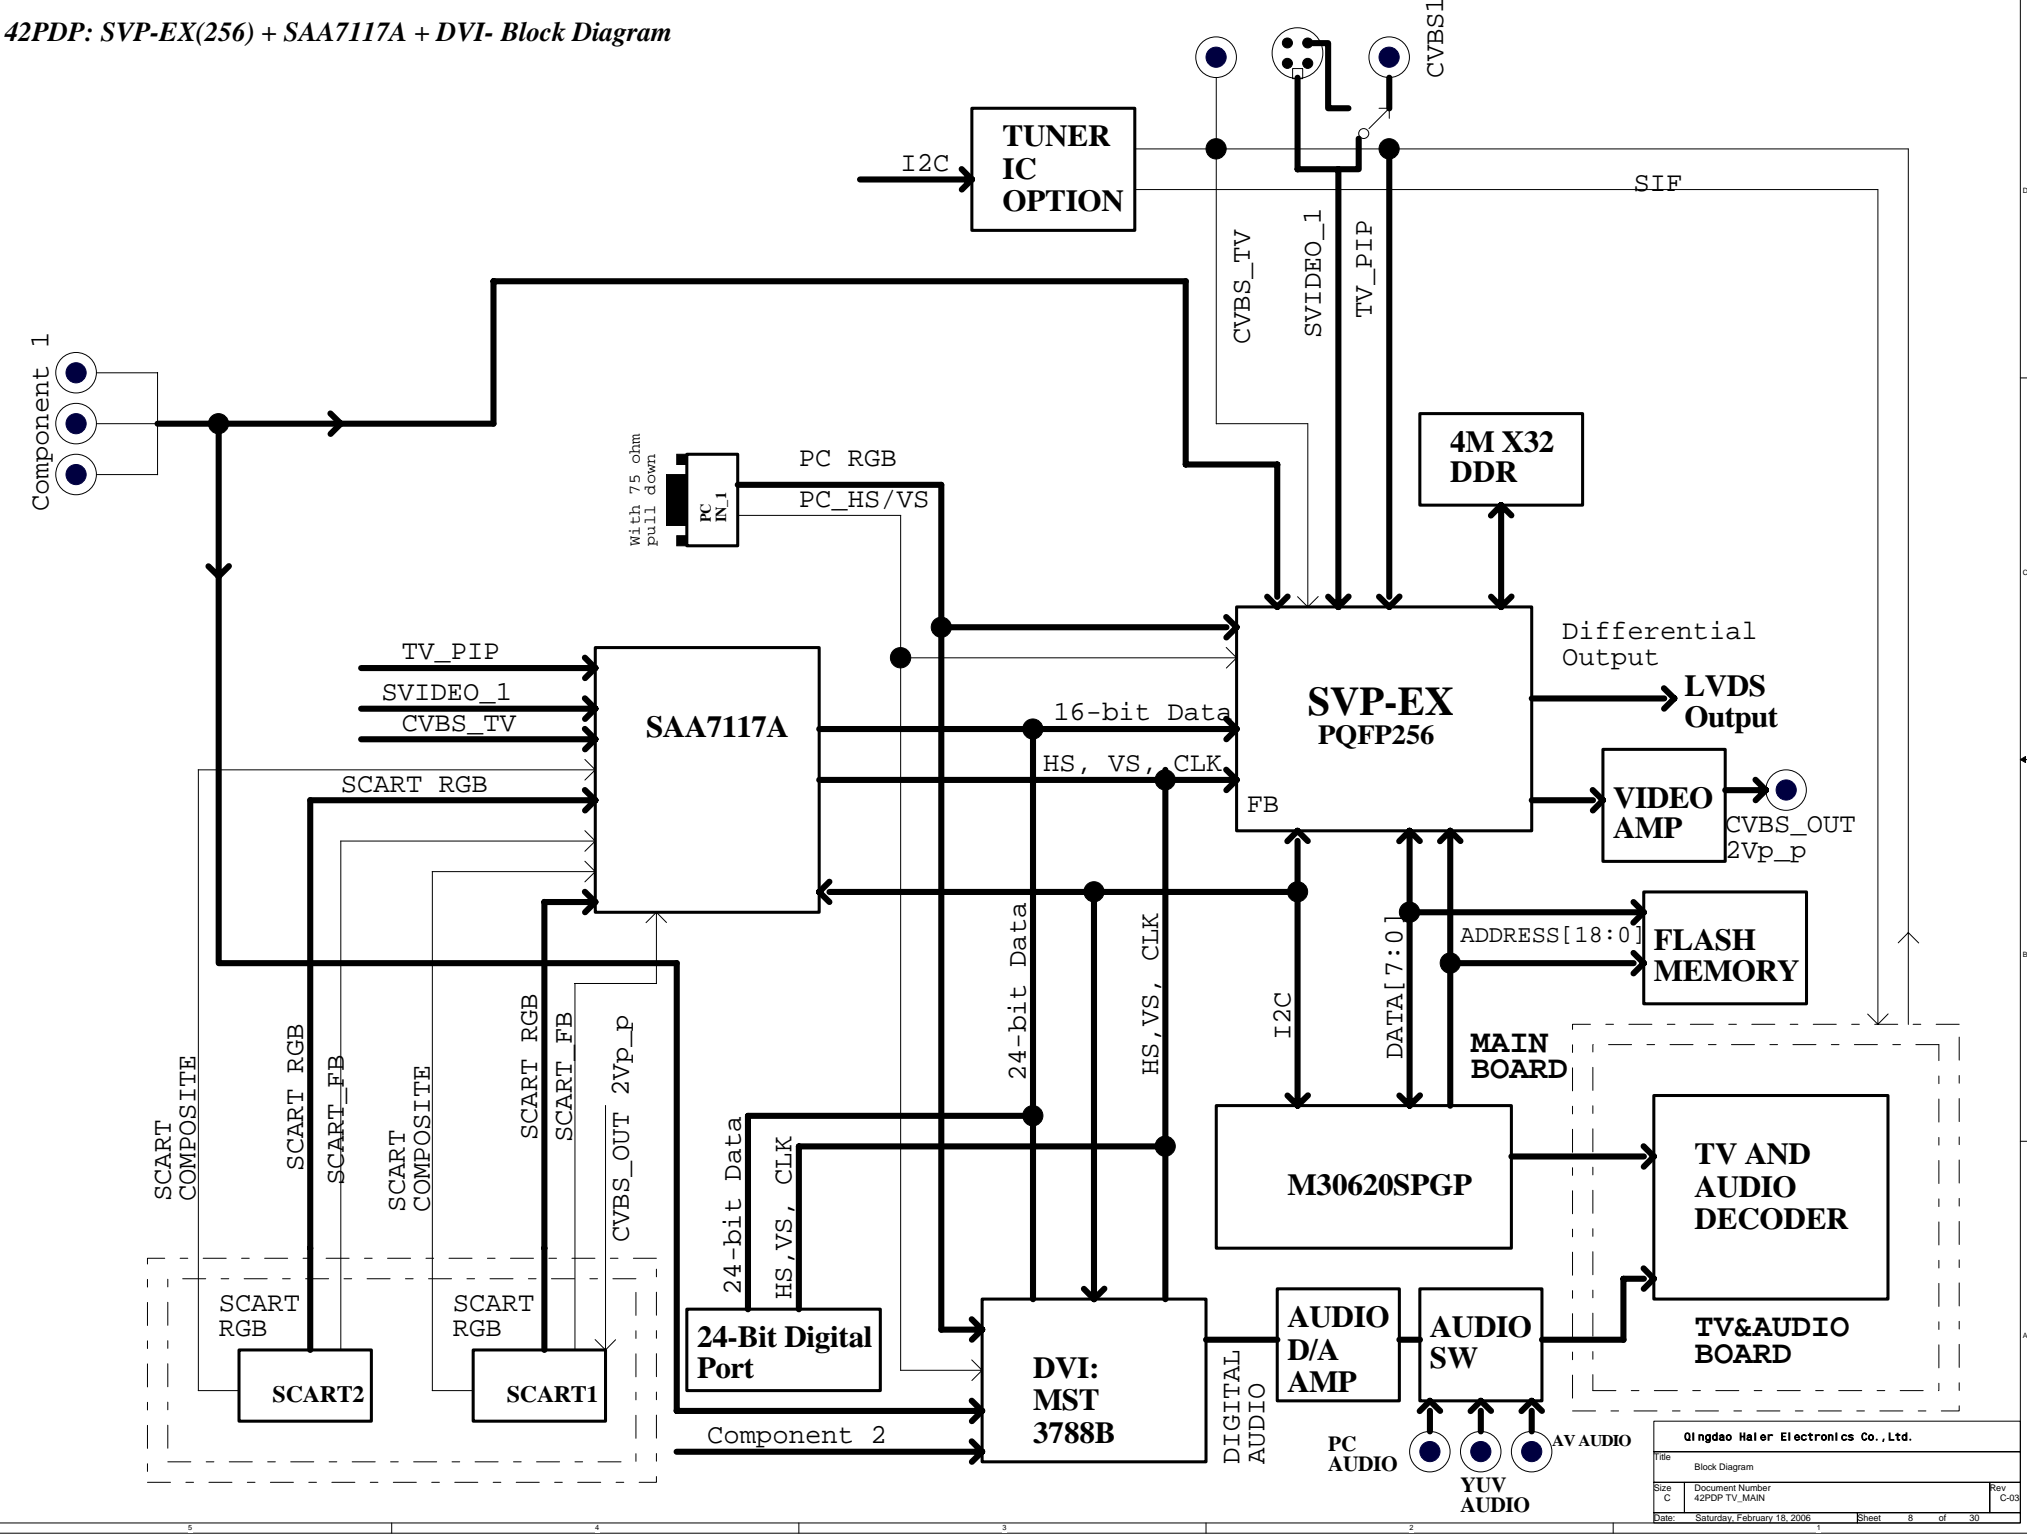 42PDP: SVP-EX(256) + SAA7117A + DVI- Block Diagram
CVBS1
TUNER
IC
OPTION
I2C
SIF
CVBS_TV
SVIDEO_1
TV_PIP
Component 1
With 75 ohm
pull down
PC
IN_1
PC RGB
PC_HS/VS
4M X32
DDR
Differential
Output
LVDS
Output
TV_PIP
SVIDEO_1
CVBS_TV
SCART RGB
SAA7117A
16-bit Data
HS, VS, CLK
SVP-EX
PQFP256
FB
VIDEO
AMP
CVBS_OUT
2Vp_p
24-bit Data
HS,VS, CLK
I2C
DATA[7:0]
ADDRESS[18:0]
FLASH
MEMORY
MAIN
BOARD
SCART
COMPOSITE
SCART RGB
SCART_FB
SCART
COMPOSITE
SCART RGB
SCART_FB
CVBS_OUT 2Vp_p
24-bit Data
HS,VS, CLK
M30620SPGP
TV AND
AUDIO
DECODER
TV&AUDIO
BOARD
SCART
RGB
SCART2
SCART
RGB
SCART1
24-Bit Digital
Port
DVI:
MST
3788B
Component 2
DIGITAL
AUDIO
AUDIO
D/A
AMP
AUDIO
SW
PC
AUDIO
YUV
AUDIO
AV AUDIO
Qingdao Haier Electronics Co.,Ltd.
Title
Block Diagram
Size
C
Document Number
42PDP TV_MAIN
Rev
C-03
Date: Saturday, February 18, 2006 Sheet 8 of 30
5 4 3 2 1
D
C
B
A